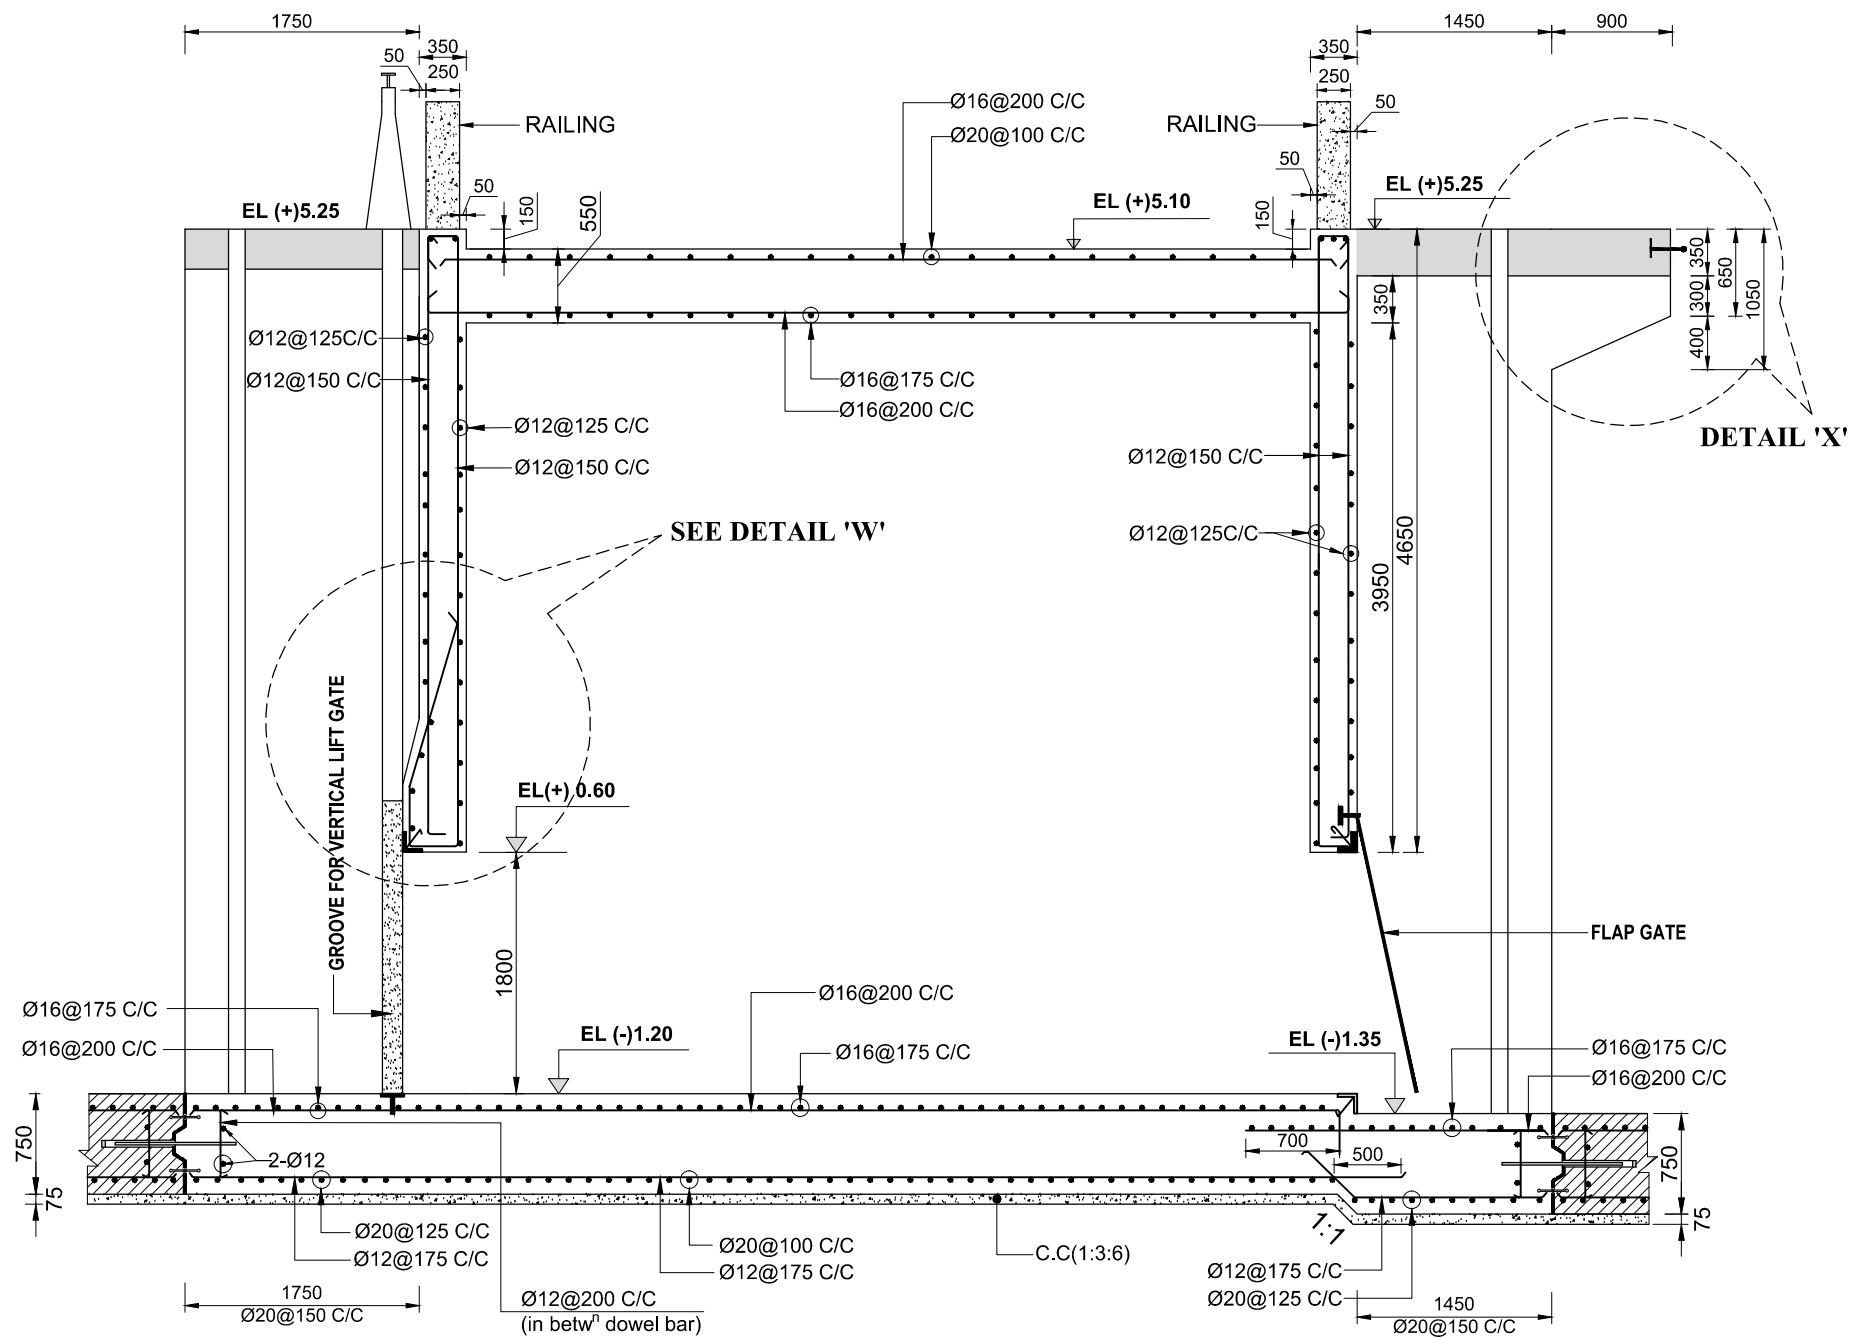 1750
350
50
250
RAILING
Ø16@200 C/C
Ø20@100 C/C
RAILING
350
250
50
1450
900
50
50
150
550
EL (+)5.25
EL (+)5.10
150
EL (+)5.25
350
650
300
1050
400
350
Ø12@125C/C
Ø12@150 C/C
Ø16@175 C/C
Ø16@200 C/C
Ø12@125 C/C
Ø12@150 C/C
Ø12@150 C/C
DETAIL 'X'
SEE DETAIL 'W'
Ø12@125C/C
4650
3950
GROOVE FOR VERTICAL LIFT GATE
EL(+) 0.60
1800
FLAP GATE
Ø16@175 C/C
Ø16@200 C/C
Ø16@200 C/C
EL (-)1.20
Ø16@175 C/C
EL (-)1.35
Ø16@175 C/C
Ø16@200 C/C
750
75
2-Ø12
700
500
750
75
1:1
Ø20@125 C/C
Ø12@175 C/C
Ø20@100 C/C
Ø12@175 C/C
C.C(1:3:6)
Ø12@175 C/C
Ø20@125 C/C
1750
Ø20@150 C/C
Ø12@200 C/C
(in betwⁿ dowel bar)
1450
Ø20@150 C/C